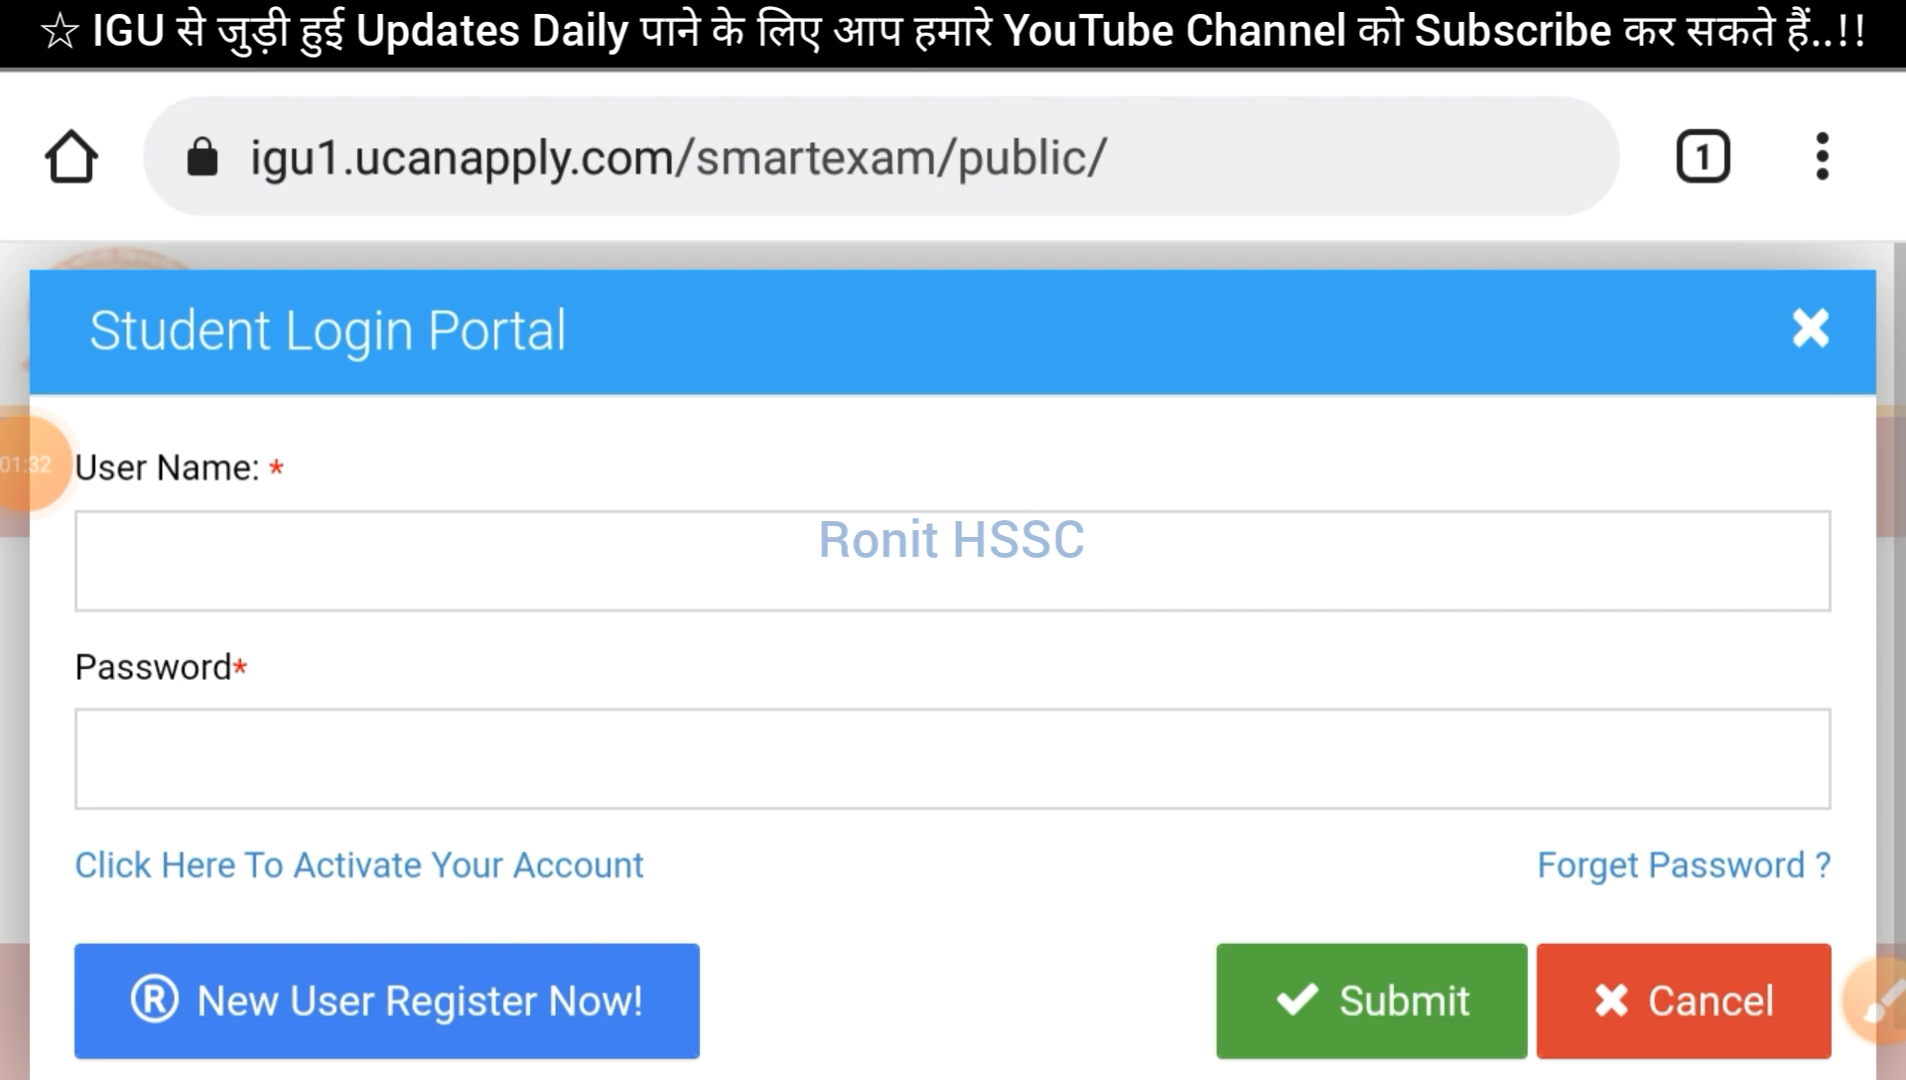 ☆ IGU से जुड़ी हुई Updates Daily पाने के लिए आप हमारे YouTube Channel को Subscribe कर सकते हैं..!!
igu1.ucanapply.com/smartexam/public/
1
Student Login Portal
01:32
User Name: *
Ronit HSSC
Password*
Click Here To Activate Your Account
Forget Password ?
® New User Register Now!
Submit
Cancel